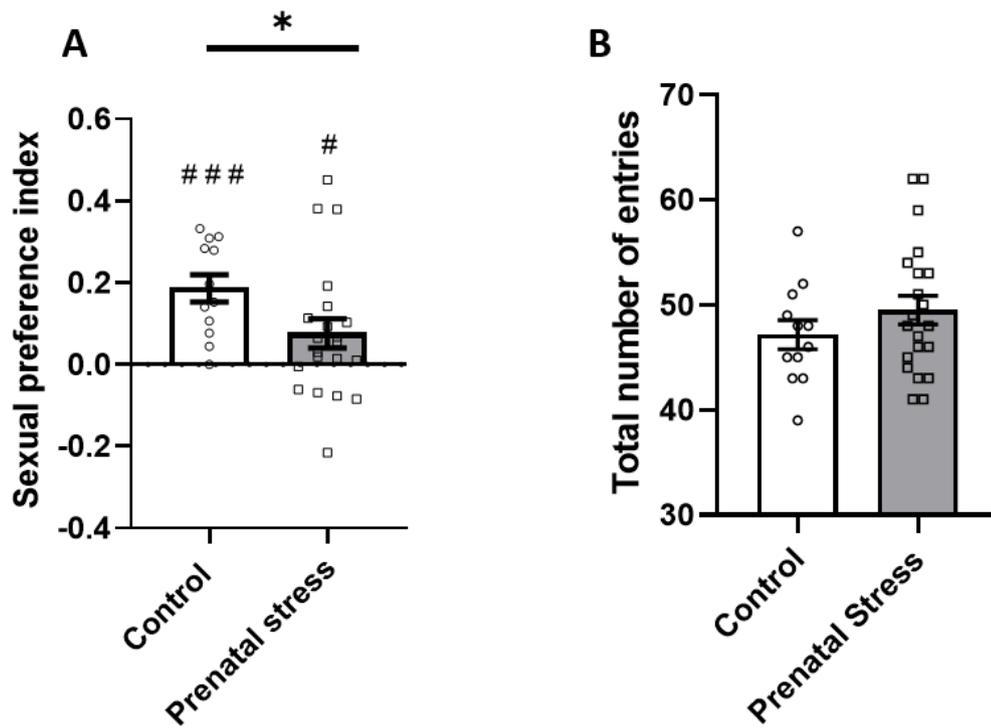 A
*
B
Sexual preference index
0.6
0.4
0.2
0.0
-0.2
-0.4
# # #
#
Control
Prenatal stress
Total number of entries
70
60
50
40
30
Control
Prenatal Stress